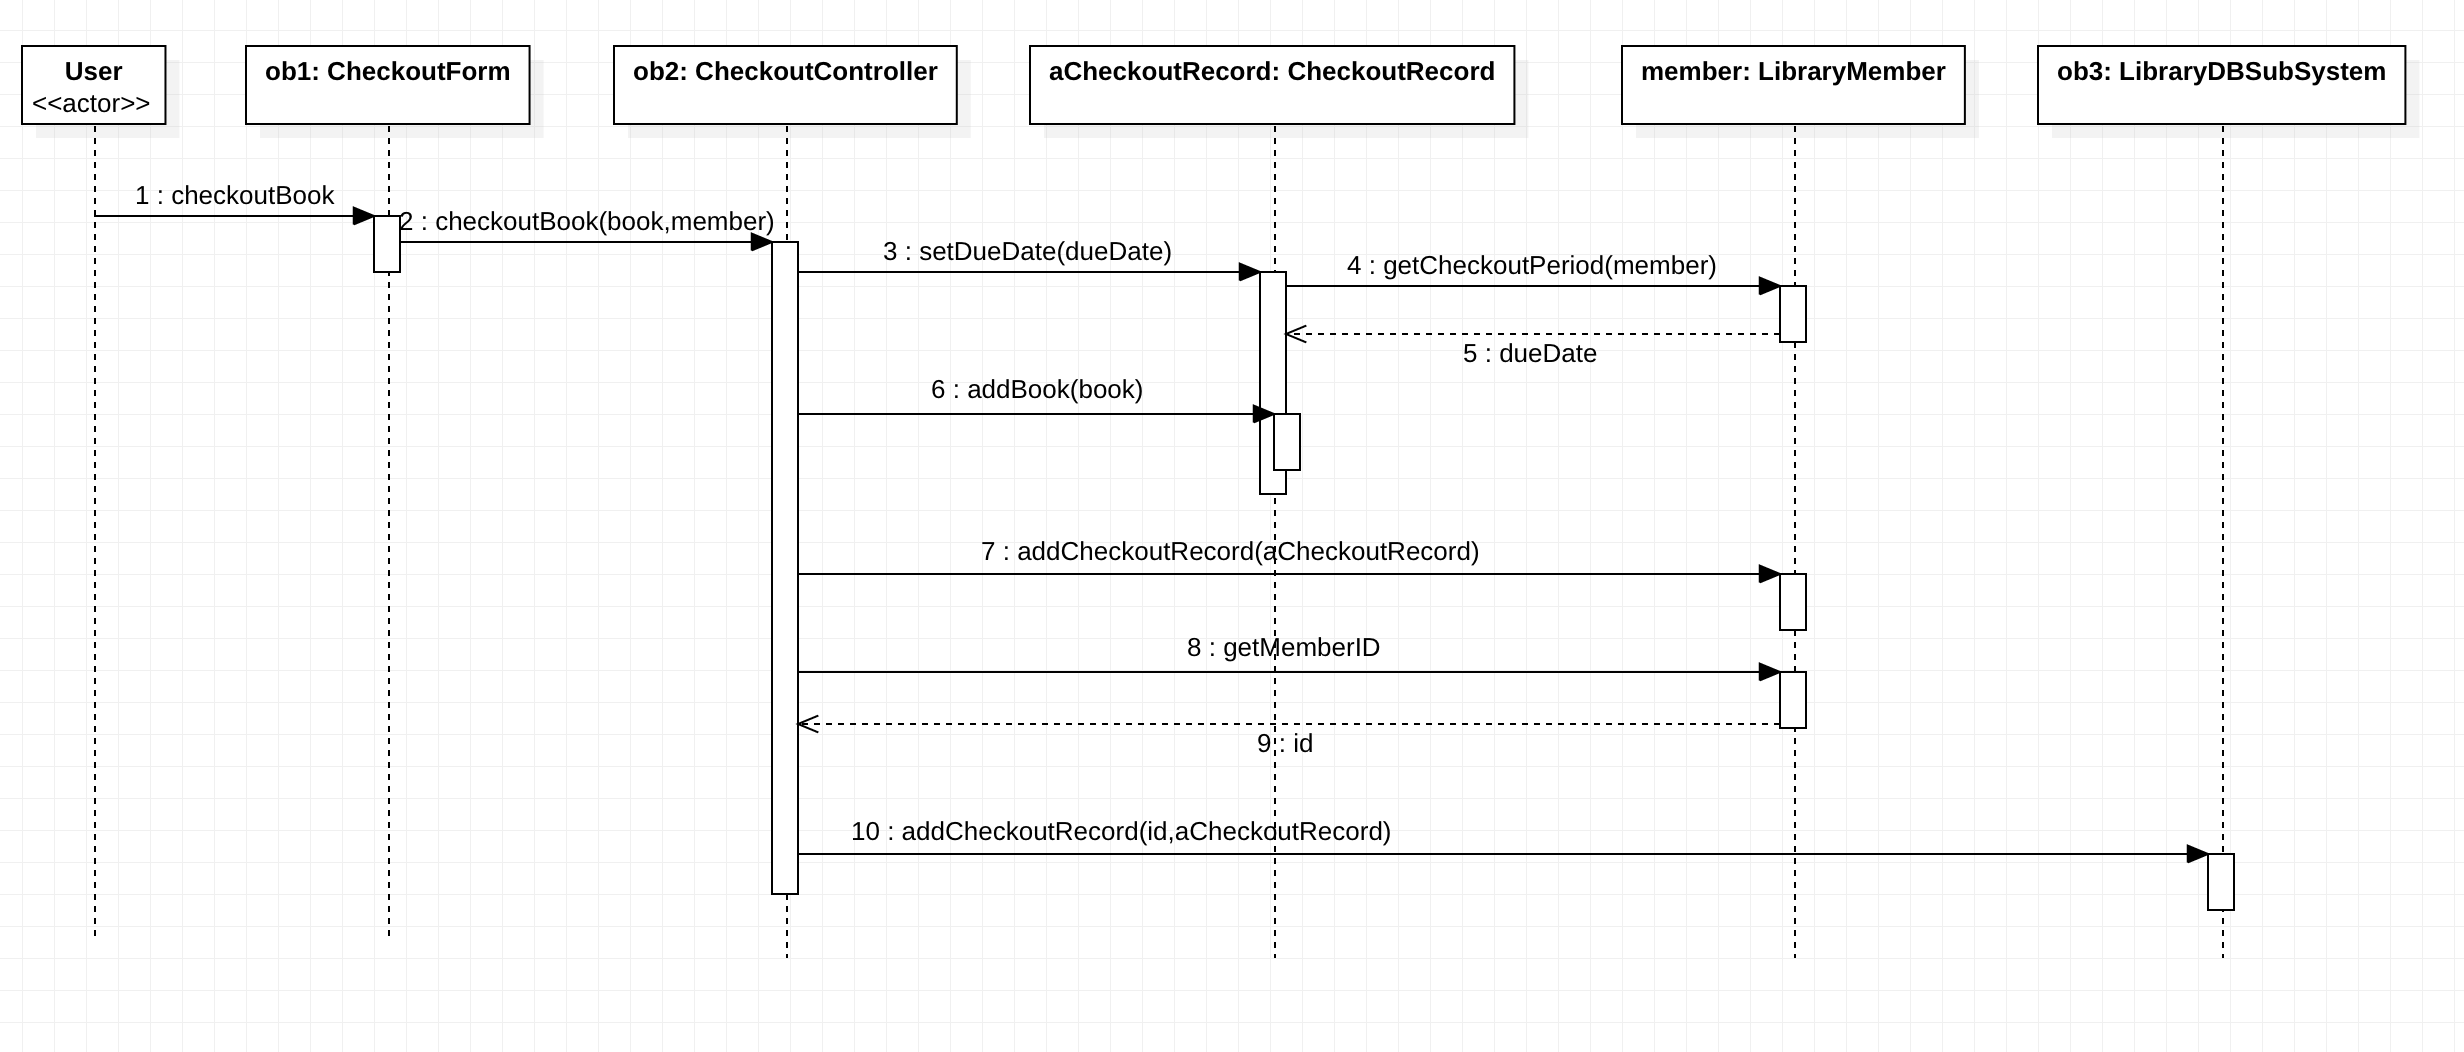 User
<<actor>>
ob1: CheckoutForm
ob2: CheckoutController
aCheckoutRecord: CheckoutRecord
member: LibraryMember
ob3: LibraryDBSubSystem
1 : checkoutBook
2 : checkoutBook(book,member)
3 : setDueDate(dueDate)
4 : getCheckoutPeriod(member)
5 : dueDate
6 : addBook(book)
7 : addCheckoutRecord(aCheckoutRecord)
8 : getMemberID
9 : id
10 : addCheckoutRecord(id,aCheckoutRecord)